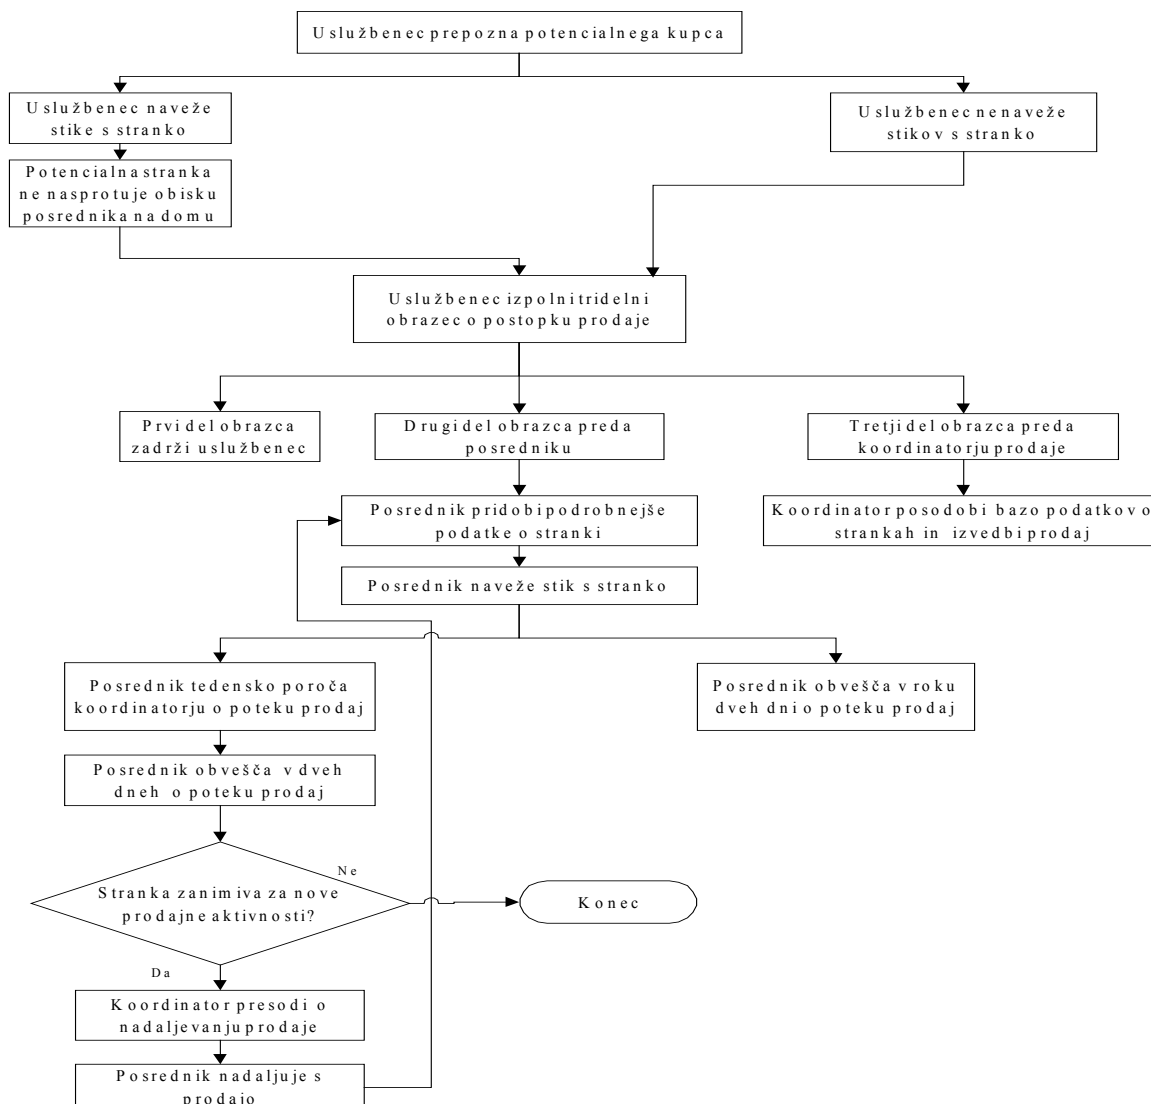 Uslužbenec prepozna potencialnega kupca
Uslužbenec naveže
stike s stranko
Uslužbenec ne naveže
stikov s stranko
Potencialna stranka
ne nasprotuje obisku
posrednika na domu
Uslužbenec izpolni tridelni
obrazec o postopku prodaje
Prvi del obrazca
zadrži uslužbenec
Drugi del obrazca preda
posredniku
Tretji del obrazca preda
koordinatorju prodaje
Posrednik pridobi podrobnejše
podatke o stranki
Koordinator posodobi bazo podatkov o
strankah in izvedbi prodaj
Posrednik naveže stik s stranko
Posrednik tedensko poroča
koordinatorju o poteku prodaj
Posrednik obvešča v roku
dveh dni o poteku prodaj
Posrednik obvešča v dveh
dneh o poteku prodaj
Ne
Stranka zanimiva za nove
prodajne aktivnosti?
Konec
Da
Koordinator presodi o
nadaljevanju prodaje
Posrednik nadaljuje s
prodajo